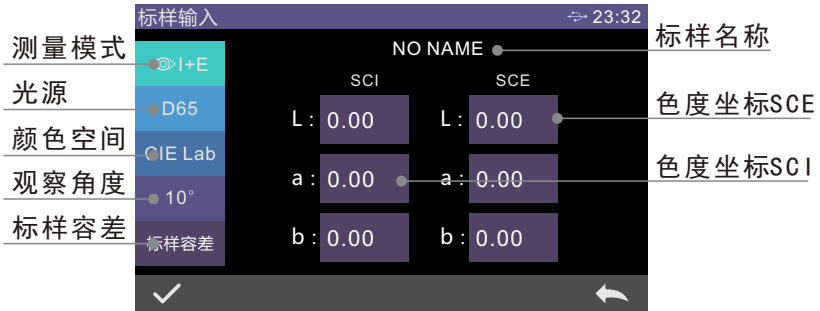 标样输入 23:32
测量模式
光源
颜色空间
观察角度
标样容差
I+E
D65
CIE Lab
10°
标样容差
NO NAME
SCI SCE
L : 0.00 L : 0.00
a : 0.00 a : 0.00
b : 0.00 b : 0.00
标样名称
色度坐标SCE
色度坐标SCI